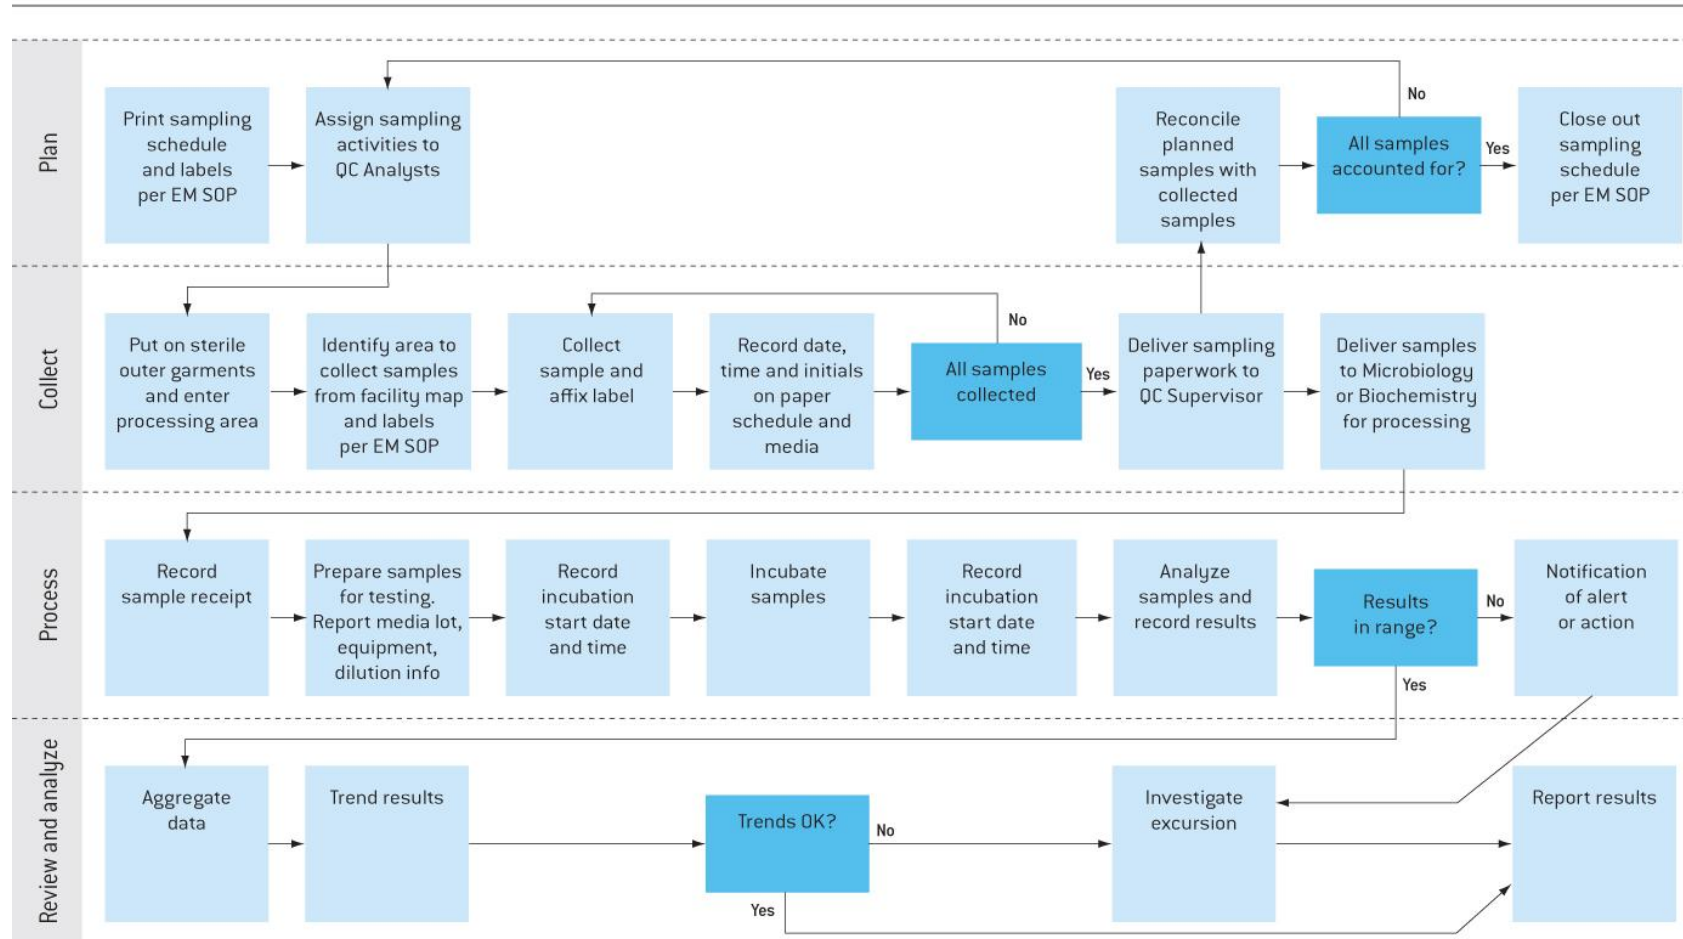 Plan
Print sampling
schedule
and labels
per EM SOP
Assign sampling
activities to
QC Analysts
Reconcile
planned
samples with
collected
samples
No
All samples
accounted for?
Yes
Close out
sampling
schedule
per EM SOP
Collect
Put on sterile
outer garments
and enter
processing area
Identify area to
collect samples
from facility map
and labels
per EM SOP
Collect
sample and
affix label
Record date,
time and initials
on paper
schedule and
media
No
All samples
collected
Yes
Deliver sampling
paperwork to
QC Supervisor
Deliver samples
to Microbiology
or Biochemistry
for processing
Process
Record
sample receipt
Prepare samples
for testing.
Report media lot,
equipment,
dilution info
Record
incubation
start date
and time
Incubate
samples
Record
incubation
start date
and time
Analyze
samples and
record results
Results
in range?
No
Yes
Notification
of alert
or action
Review and analyze
Aggregate
data
Trend results
Trends OK?
No
Yes
Investigate
excursion
Report results